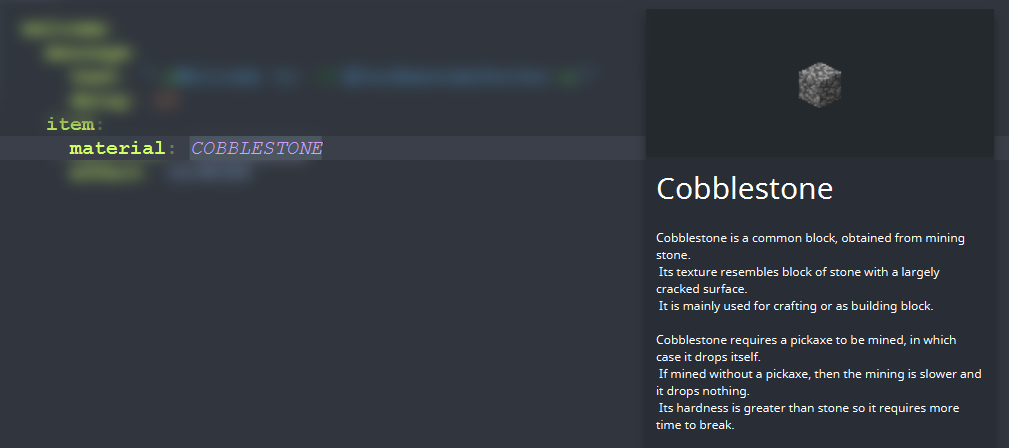 item:
material: COBBLESTONE
Cobblestone
Cobblestone is a common block, obtained from mining
stone.
Its texture resembles block of stone with a largely
cracked surface.
It is mainly used for crafting or as building block.
Cobblestone requires a pickaxe to be mined, in which
case it drops itself.
If mined without a pickaxe, then the mining is slower and
it drops nothing.
Its hardness is greater than stone so it requires more
time to break.